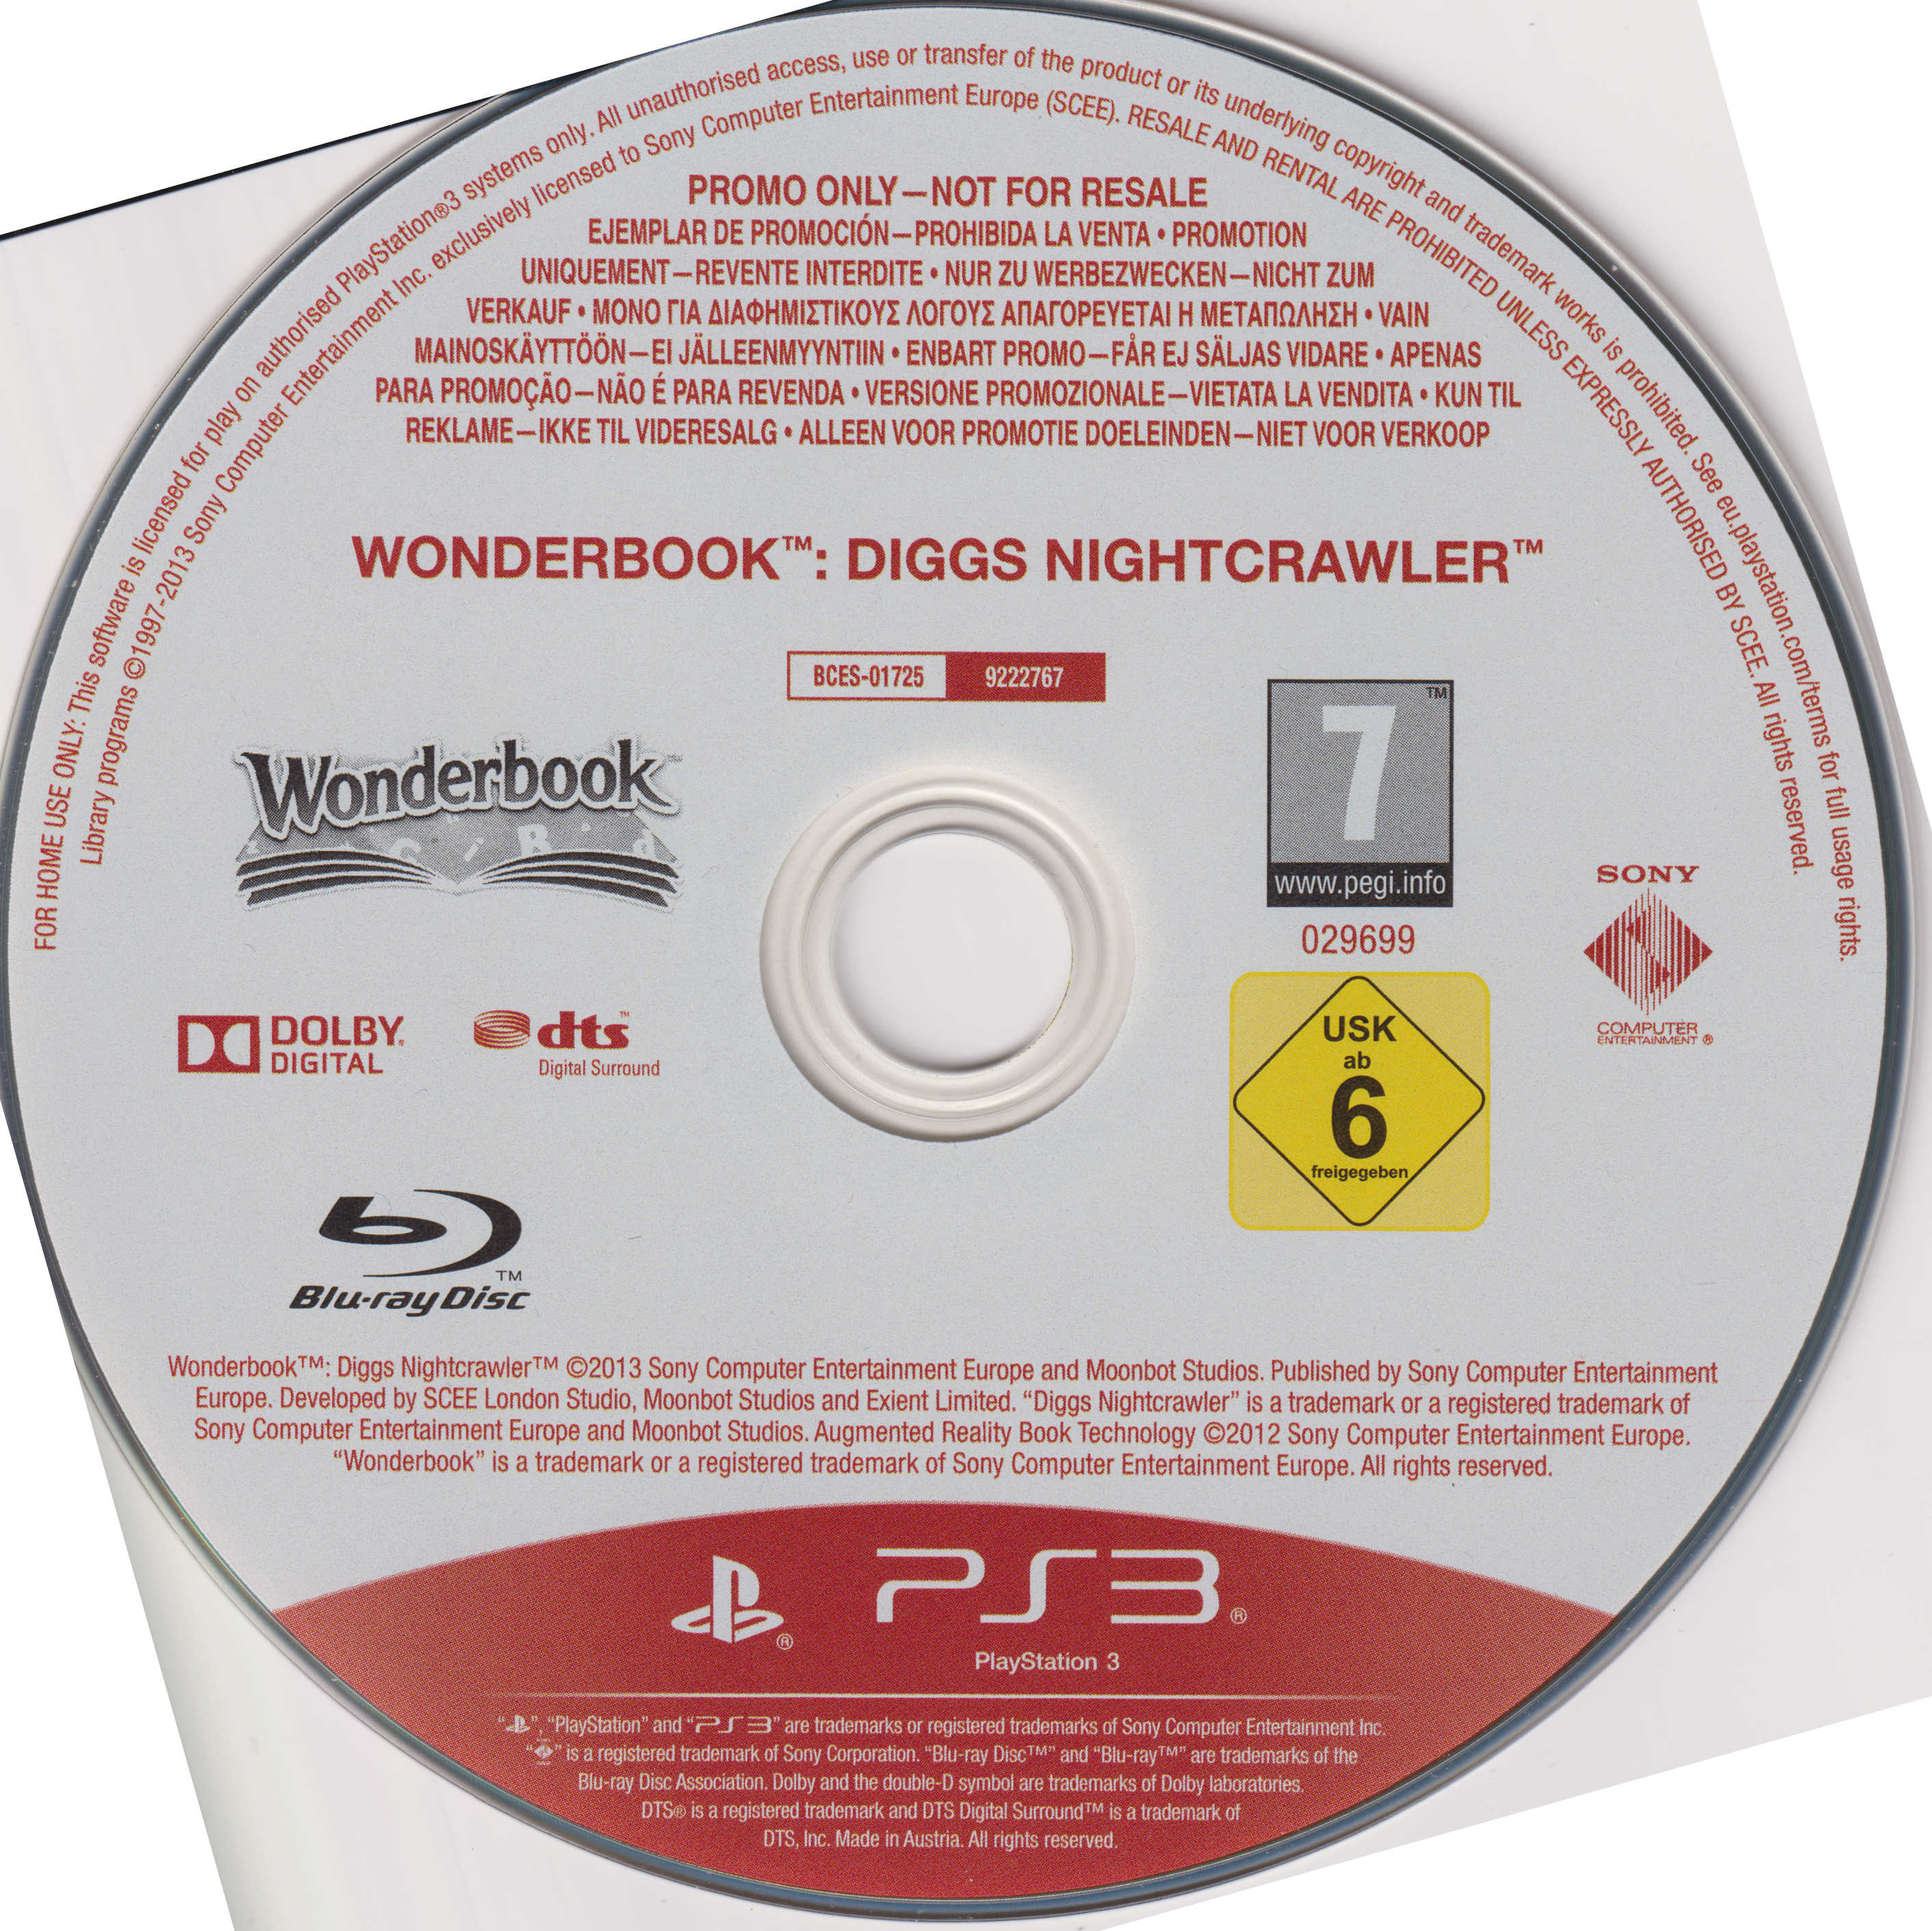 FOR HOME USE ONLY: This software is licensed for play on authorised PlayStation®3 systems only. All unauthorised access, use or transfer of the product or its underlying copyright and trademark works is prohibited. See eu.playstation.com/terms for full usage rights.
Library programs ©1997-2013 Sony Computer Entertainment Inc. exclusively licensed to Sony Computer Entertainment Europe (SCEE). RESALE AND RENTAL ARE PROHIBITED UNLESS EXPRESSLY AUTHORISED BY SCEE. All rights reserved.
PROMO ONLY—NOT FOR RESALE
EJEMPLAR DE PROMOCIÓN—PROHIBIDA LA VENTA • PROMOTION
UNIQUEMENT—REVENTE INTERDITE • NUR ZU WERBEZWECKEN—NICHT ZUM
VERKAUF • ΜΟΝΟ ΓΙΑ ΔΙΑΦΗΜΙΣΤΙΚΟΥΣ ΛΟΓΟΥΣ ΑΠΑΓΟΡΕΥΕΤΑΙ Η ΜΕΤΑΠΩΛΗΣΗ • VAIN
MAINOSKÄYTTÖÖN—EI JÄLLEENMYYNTIIN • ENBART PROMO—FÅR EJ SÄLJAS VIDARE • APENAS
PARA PROMOÇÃO—NÃO É PARA REVENDA • VERSIONE PROMOZIONALE—VIETATA LA VENDITA • KUN TIL
REKLAME—IKKE TIL VIDERESALG • ALLEEN VOOR PROMOTIE DOELEINDEN—NIET VOOR VERKOOP
WONDERBOOK™: DIGGS NIGHTCRAWLER™
BCES-01725 9222767
Wonderbook™
7™
www.pegi.info
029699
SONY
COMPUTER
ENTERTAINMENT ®
DOLBY®
DIGITAL
dts™
Digital Surround
USK
ab
6
freigegeben
Blu-ray Disc™
Wonderbook™: Diggs Nightcrawler™ ©2013 Sony Computer Entertainment Europe and Moonbot Studios. Published by Sony Computer Entertainment
Europe. Developed by SCEE London Studio, Moonbot Studios and Exient Limited. “Diggs Nightcrawler” is a trademark or a registered trademark of
Sony Computer Entertainment Europe and Moonbot Studios. Augmented Reality Book Technology ©2012 Sony Computer Entertainment Europe.
“Wonderbook” is a trademark or a registered trademark of Sony Computer Entertainment Europe. All rights reserved.
PS3®
PlayStation 3
“ ”, “PlayStation” and “PS3” are trademarks or registered trademarks of Sony Computer Entertainment Inc.
“ ” is a registered trademark of Sony Corporation. “Blu-ray Disc™” and “Blu-ray™” are trademarks of the
Blu-ray Disc Association. Dolby and the double-D symbol are trademarks of Dolby laboratories.
DTS® is a registered trademark and DTS Digital Surround™ is a trademark of
DTS, Inc. Made in Austria. All rights reserved.